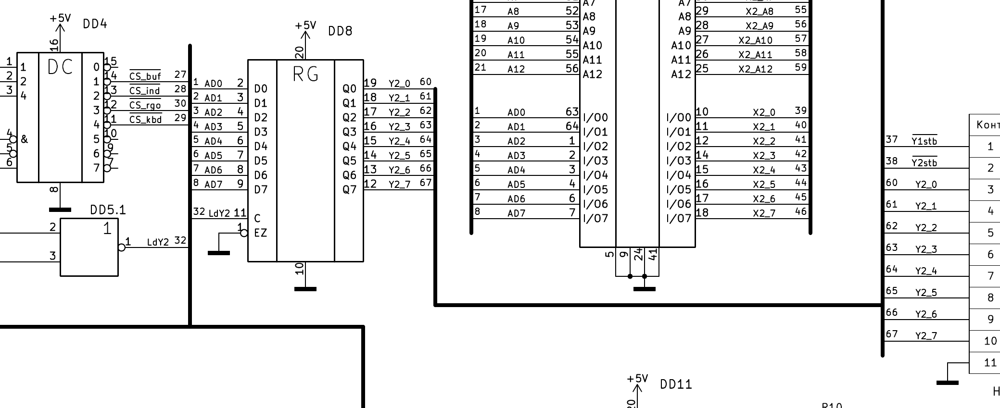 +5V DD4
16
DC
1 1 0 15
2 2 1 14 CS_buf 27
3 4 2 13 CS_ind 28
3 12 CS_rgo 30
4 11 CS_kbd 29
4 & 5 10
5 6 9
6 7 7
8
DD5.1
2 1
1 LdY2 32
3
+5V DD8
20
RG
1 AD0 2 D0 Q0 19 Y2_0 60
2 AD1 3 D1 Q1 18 Y2_1 61
3 AD2 4 D2 Q2 17 Y2_2 62
4 AD3 5 D3 Q3 16 Y2_3 63
5 AD4 6 D4 Q4 15 Y2_4 64
6 AD5 7 D5 Q5 14 Y2_5 65
7 AD6 8 D6 Q6 13 Y2_6 66
8 AD7 9 D7 Q7 12 Y2_7 67
32 LdY2 11 C
1 EZ
10
A7 A7
17 A8 52 A8 A8 29 X2_A8 55
18 A9 53 A9 A9 28 X2_A9 56
19 A10 54 A10 A10 27 X2_A10 57
20 A11 55 A11 A11 26 X2_A11 58
21 A12 56 A12 A12 25 X2_A12 59
1 AD0 63 I/O0 I/O0 10 X2_0 39
2 AD1 64 I/O1 I/O1 11 X2_1 40
3 AD2 1 I/O2 I/O2 12 X2_2 41
4 AD3 2 I/O3 I/O3 14 X2_3 42
5 AD4 3 I/O4 I/O4 15 X2_4 43
6 AD5 4 I/O5 I/O5 16 X2_5 44
7 AD6 6 I/O6 I/O6 17 X2_6 45
8 AD7 7 I/O7 I/O7 18 X2_7 46
5 9 24 41
Конт
37 Y1stb 1
38 Y2stb 2
60 Y2_0 3
61 Y2_1 4
62 Y2_2 5
63 Y2_3 6
64 Y2_4 7
65 Y2_5 8
66 Y2_6 9
67 Y2_7 10
11
+5V DD11
20
R10